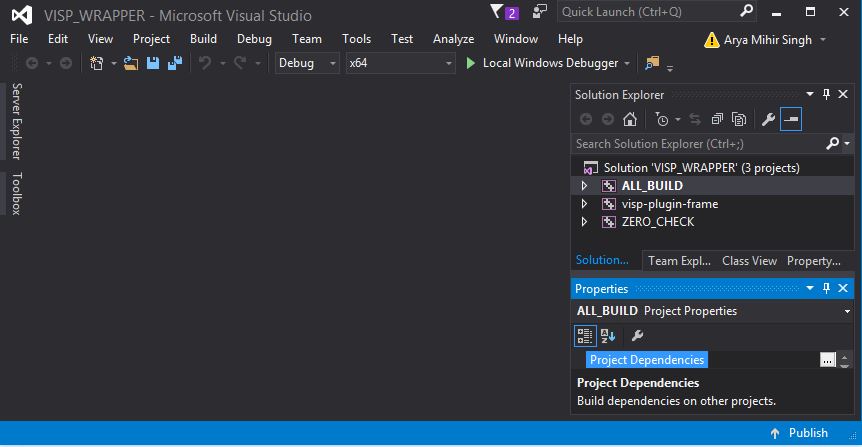 VISP_WRAPPER - Microsoft Visual Studio
2
Quick Launch (Ctrl+Q)
File Edit View Project Build Debug Team Tools Test Analyze Window Help
Arya Mihir Singh
Debug x64 Local Windows Debugger
Server Explorer
Toolbox
Solution Explorer
Search Solution Explorer (Ctrl+;)
Solution 'VISP_WRAPPER' (3 projects)
ALL_BUILD
visp-plugin-frame
ZERO_CHECK
Solution... Team Expl... Class View Property...
Properties
ALL_BUILD Project Properties
Project Dependencies ...
Project Dependencies
Build dependencies on other projects.
Publish